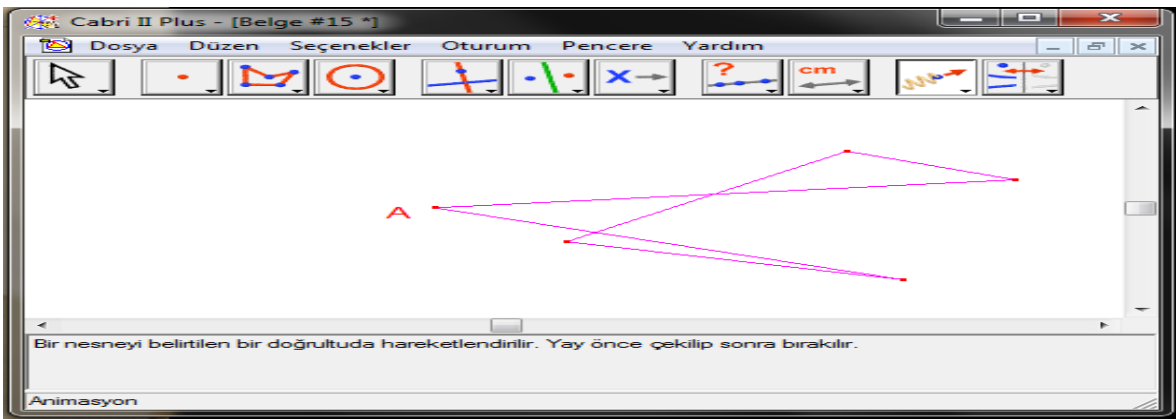 Cabri II Plus - [Belge #15 *]
Dosya Düzen Seçenekler Oturum Pencere Yardım
? cm
A
Bir nesneyi belirtilen bir doğrultuda hareketlendirilir. Yay önce çekilip sonra bırakılır.
Animasyon